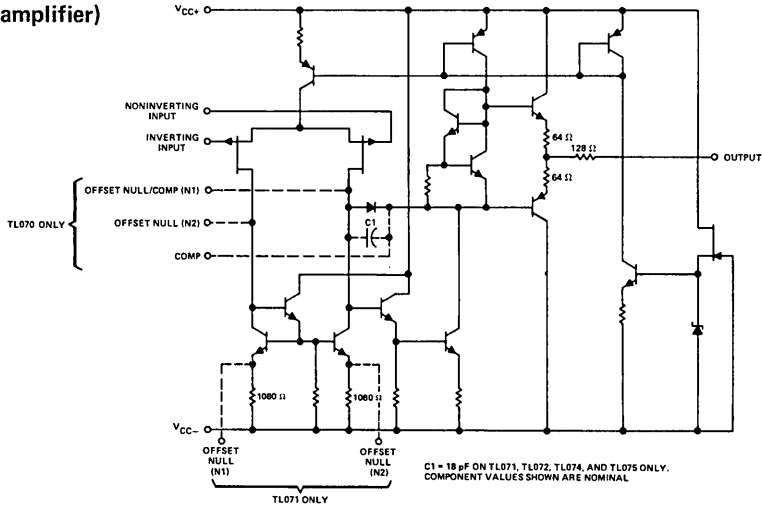 amplifier)
VCC+
NONINVERTING
INPUT
INVERTING
INPUT
64 Ω
128 Ω
OUTPUT
64 Ω
OFFSET NULL/COMP (N1)
TL070 ONLY
OFFSET NULL (N2)
C1
COMP
1080 Ω
1080 Ω
VCC−
OFFSET
NULL
(N1)
OFFSET
NULL
(N2)
TL071 ONLY
C1 = 18 pF ON TL071, TL072, TL074, AND TL075 ONLY.
COMPONENT VALUES SHOWN ARE NOMINAL